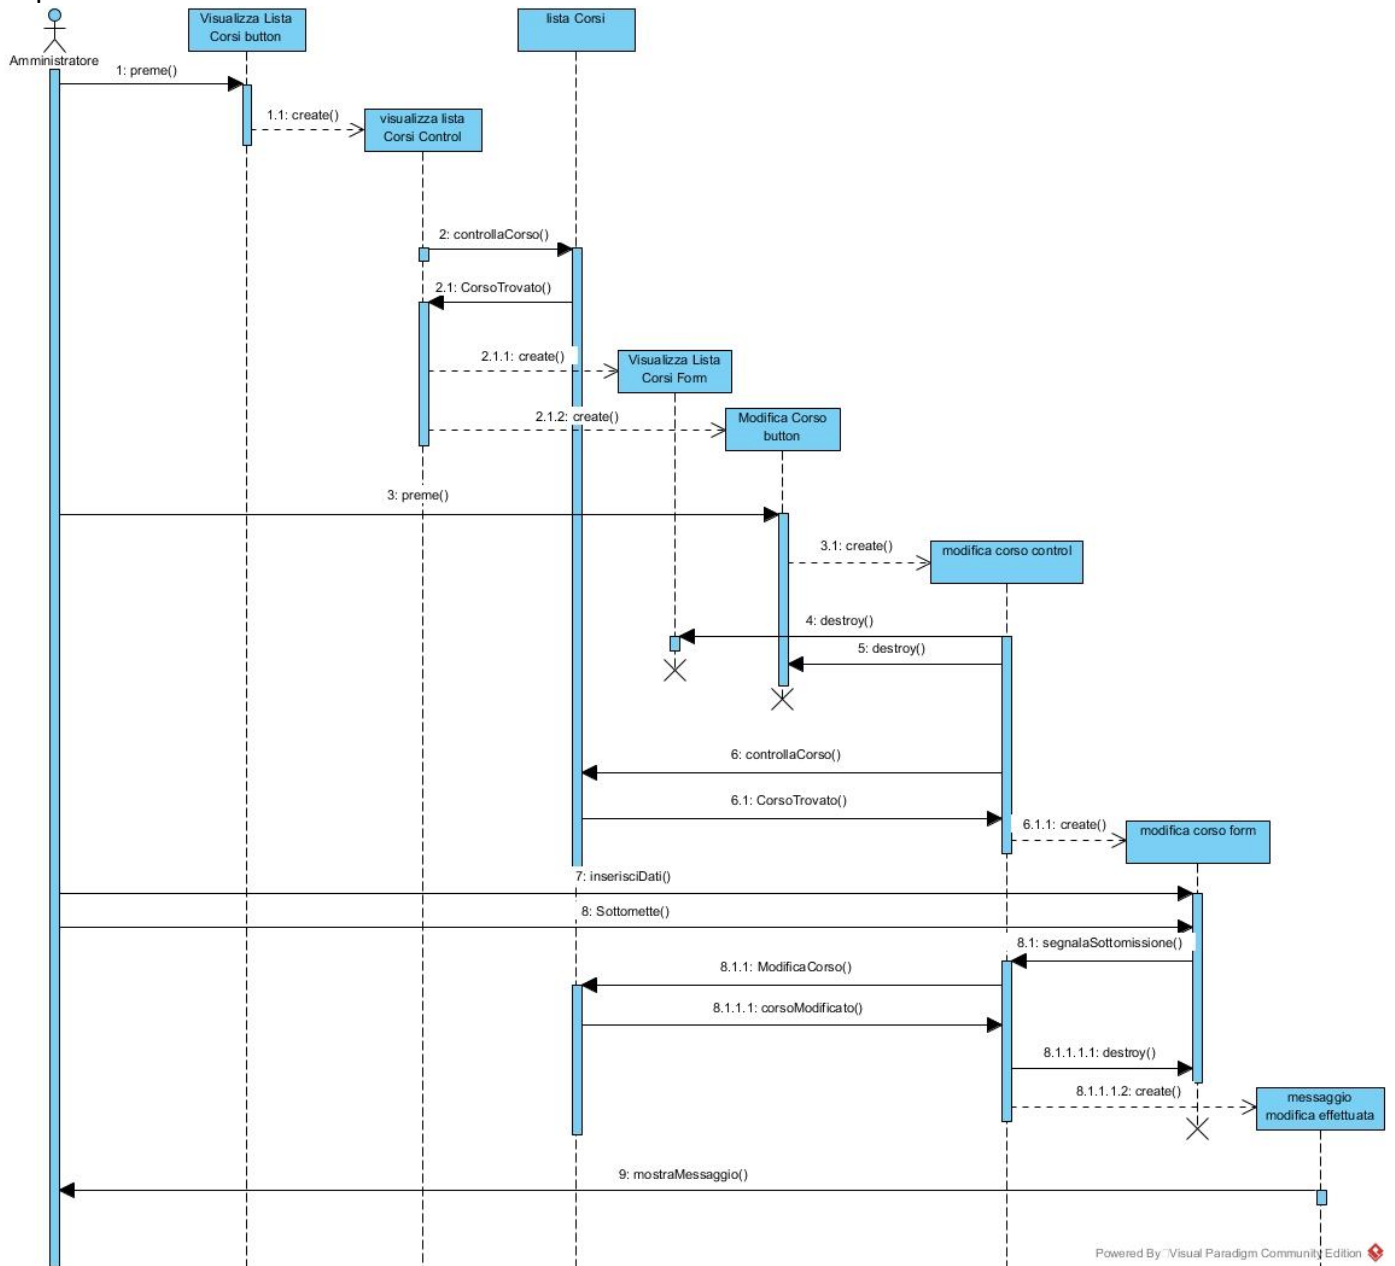 Visualizza Lista
Corsi button
lista Corsi
Amministratore
1: preme()
1.1: create()
visualizza lista
Corsi Control
2: controllaCorso()
2.1: CorsoTrovato()
2.1.1: create()
Visualizza Lista
Corsi Form
2.1.2: create()
Modifica Corso
button
3: preme()
3.1: create()
modifica corso control
4: destroy()
5: destroy()
6: controllaCorso()
6.1: CorsoTrovato()
6.1.1: create()
modifica corso form
7: inserisciDati()
8: Sottomette()
8.1: segnalaSottomissione()
8.1.1: ModificaCorso()
8.1.1.1: corsoModificato()
8.1.1.1.1: destroy()
8.1.1.1.2: create()
messaggio
modifica effettuata
9: mostraMessaggio()
Powered By Visual Paradigm Community Edition